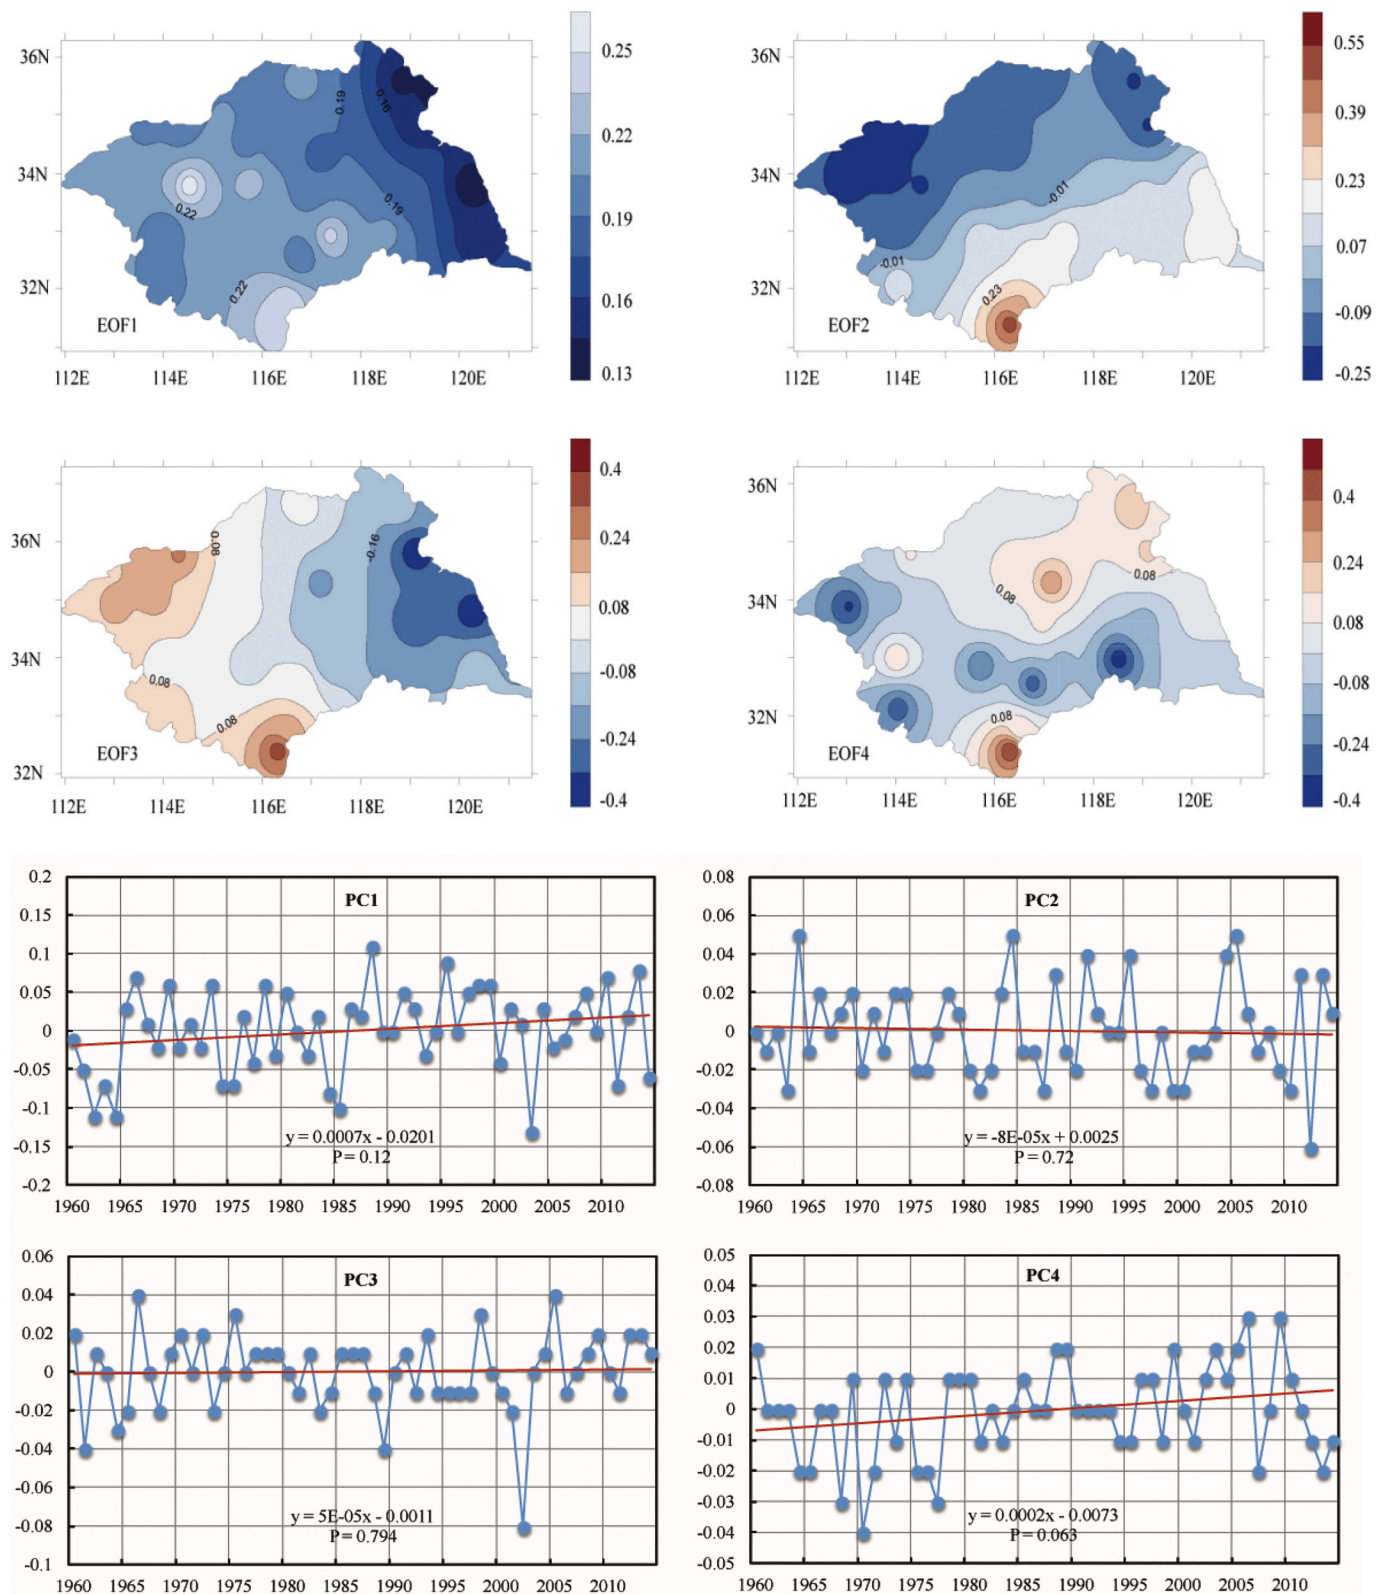 36N
34N
32N
112E 114E 116E 118E 120E
EOF1
0.19
0.16
0.19
0.22
0.22
0.25
0.22
0.19
0.16
0.13
36N
34N
32N
112E 114E 116E 118E 120E
EOF2
-0.01
-0.01
0.23
0.55
0.39
0.23
0.07
-0.09
-0.25
36N
34N
32N
112E 114E 116E 118E 120E
EOF3
0.08
-0.16
0.08
0.08
0.4
0.24
0.08
-0.08
-0.24
-0.4
36N
34N
32N
112E 114E 116E 118E 120E
EOF4
0.08
0.08
0.08
0.4
0.24
0.08
-0.08
-0.24
-0.4
PC1
0.2
0.15
0.1
0.05
0
-0.05
-0.1
-0.15
-0.2
y = 0.0007x - 0.0201
P = 0.12
1960 1965 1970 1975 1980 1985 1990 1995 2000 2005 2010
PC2
0.08
0.06
0.04
0.02
0
-0.02
-0.04
-0.06
-0.08
y = -8E-05x + 0.0025
P = 0.72
1960 1965 1970 1975 1980 1985 1990 1995 2000 2005 2010
PC3
0.06
0.04
0.02
0
-0.02
-0.04
-0.06
-0.08
-0.1
y = 5E-05x - 0.0011
P = 0.794
1960 1965 1970 1975 1980 1985 1990 1995 2000 2005 2010
PC4
0.05
0.04
0.03
0.02
0.01
0
-0.01
-0.02
-0.03
-0.04
-0.05
y = 0.0002x - 0.0073
P = 0.063
1960 1965 1970 1975 1980 1985 1990 1995 2000 2005 2010